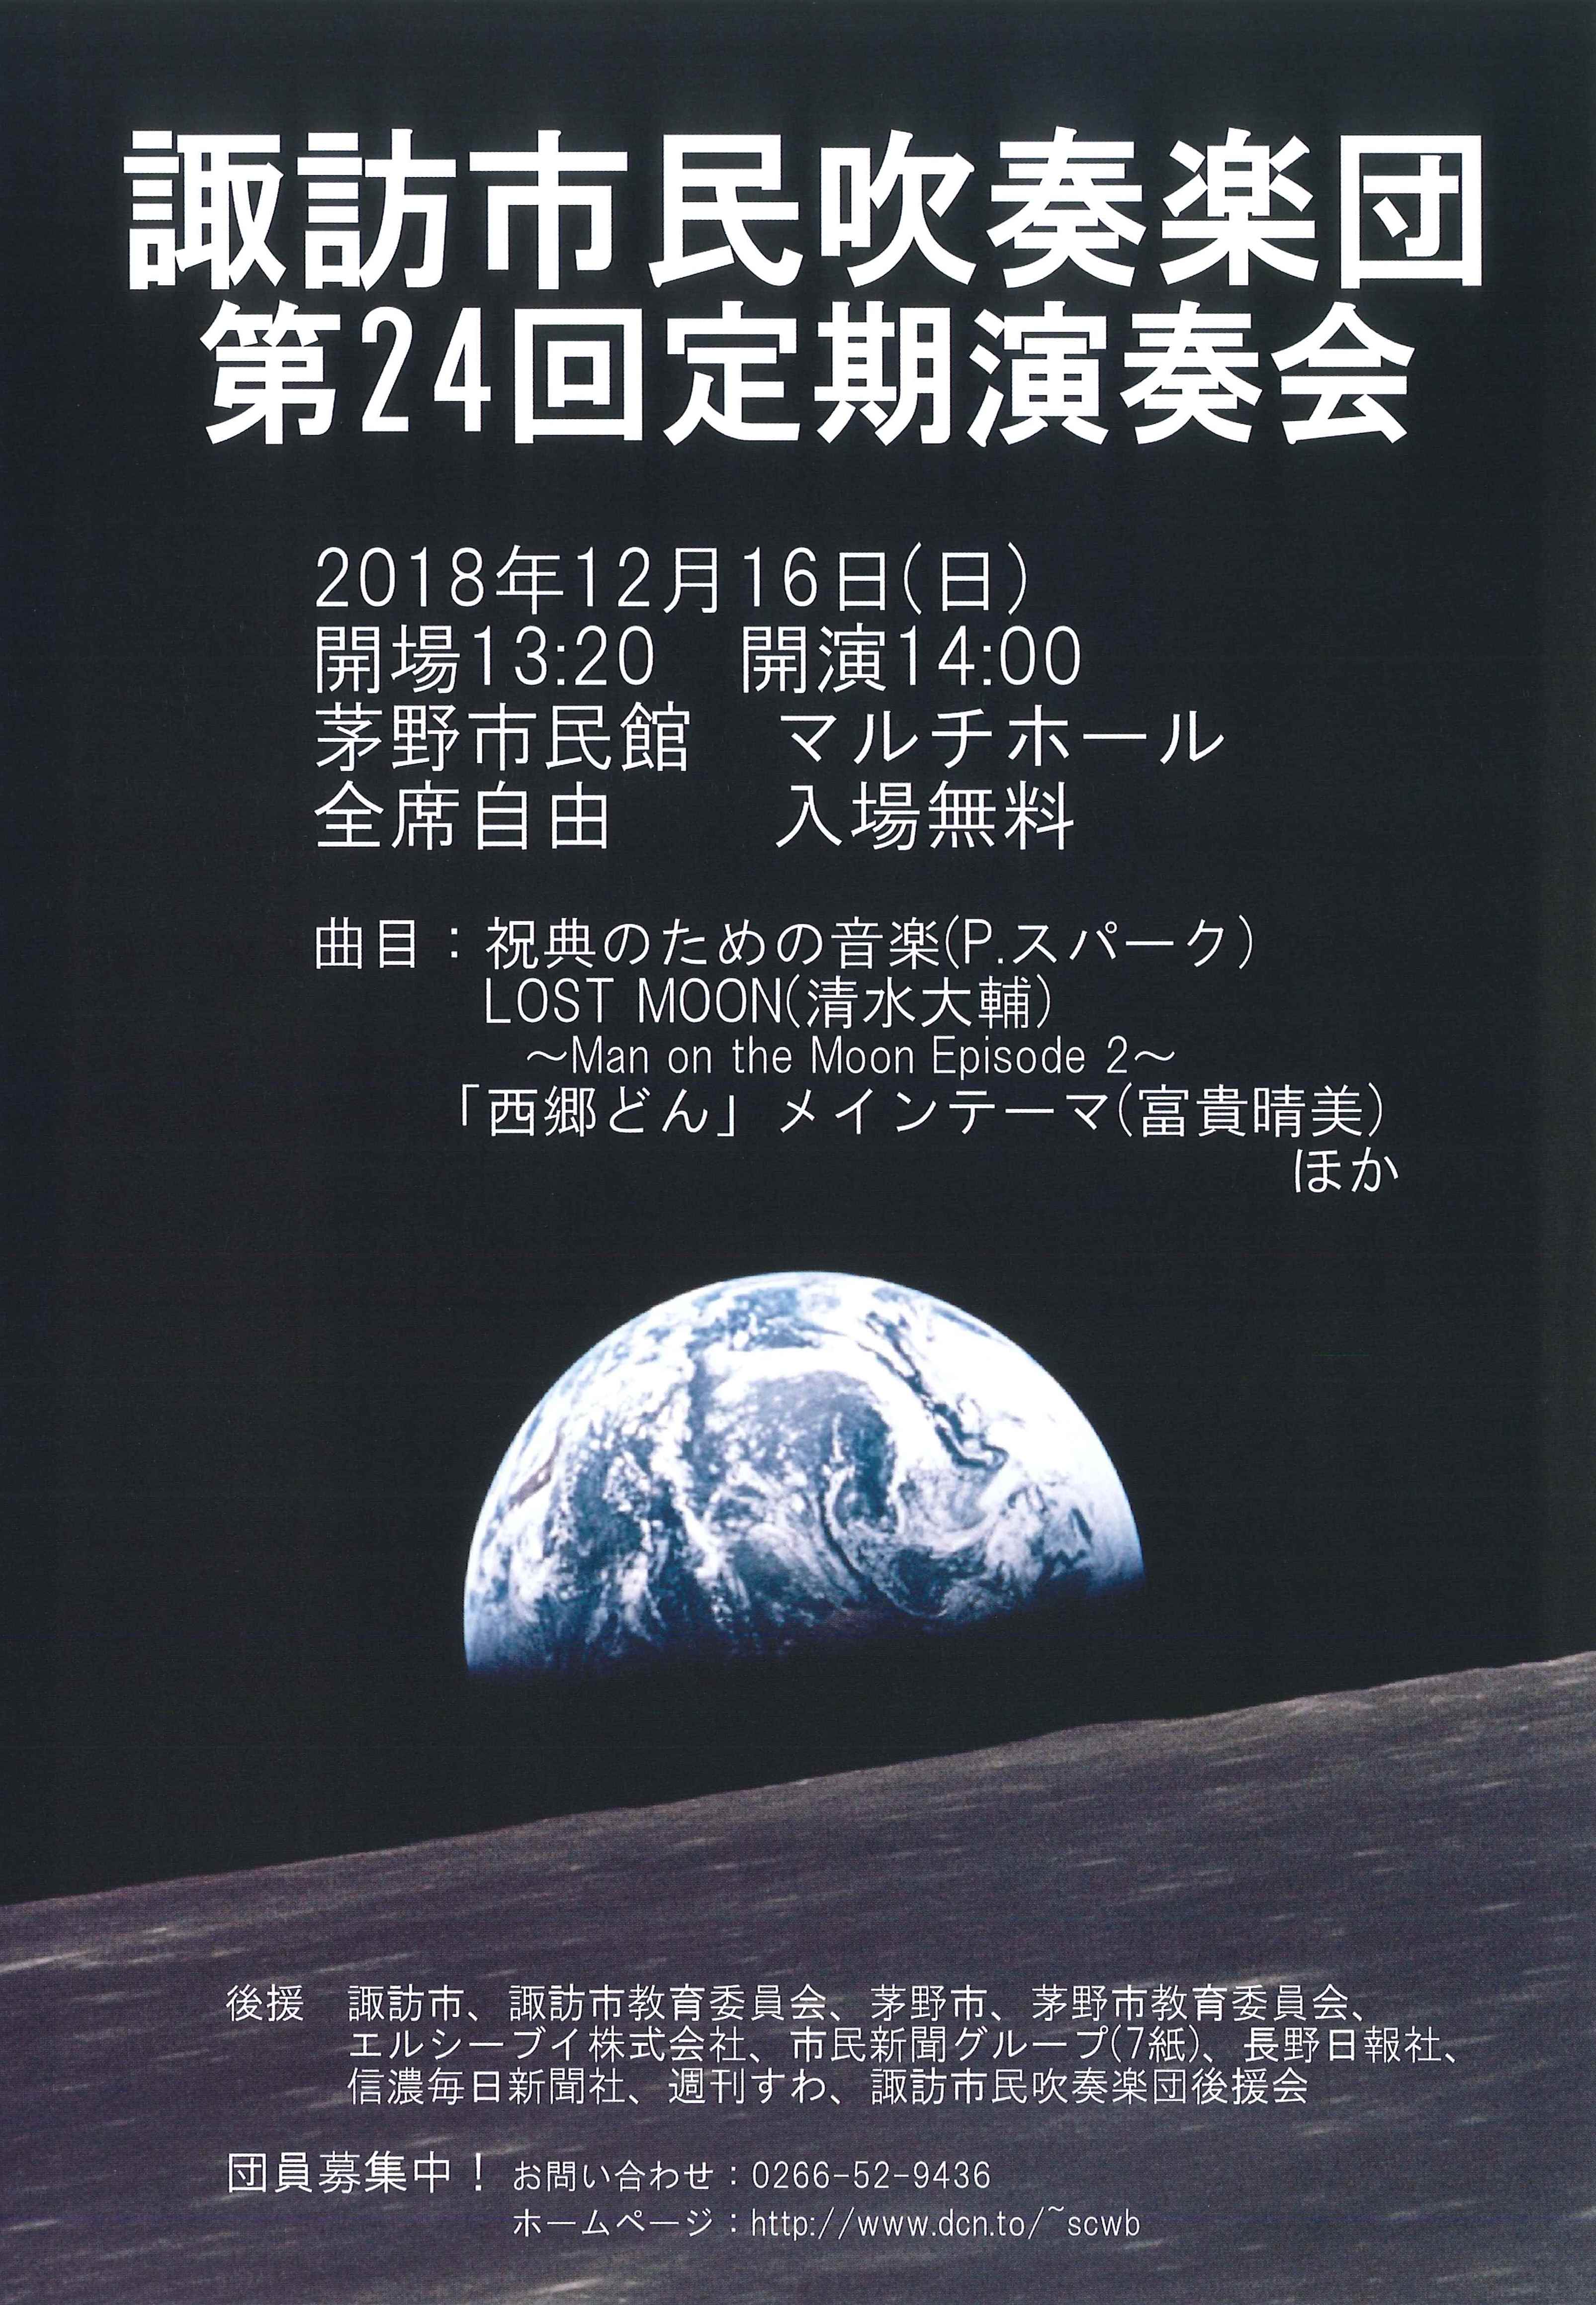 諏訪市民吹奏楽団
第24回定期演奏会
2018年12月16日(日)
開場13:20　開演14:00
茅野市民館　マルチホール
全席自由　　入場無料
曲目：祝典のための音楽(P.スパーク)
LOST MOON(清水大輔)
～Man on the Moon Episode 2～
「西郷どん」メインテーマ(富貴晴美)
ほか
後援　諏訪市、諏訪市教育委員会、茅野市、茅野市教育委員会、
エルシーブイ株式会社、市民新聞グループ(7紙)、長野日報社、
信濃毎日新聞社、週刊すわ、諏訪市民吹奏楽団後援会
団員募集中！ お問い合わせ：0266-52-9436
ホームページ：http://www.dcn.to/~scwb